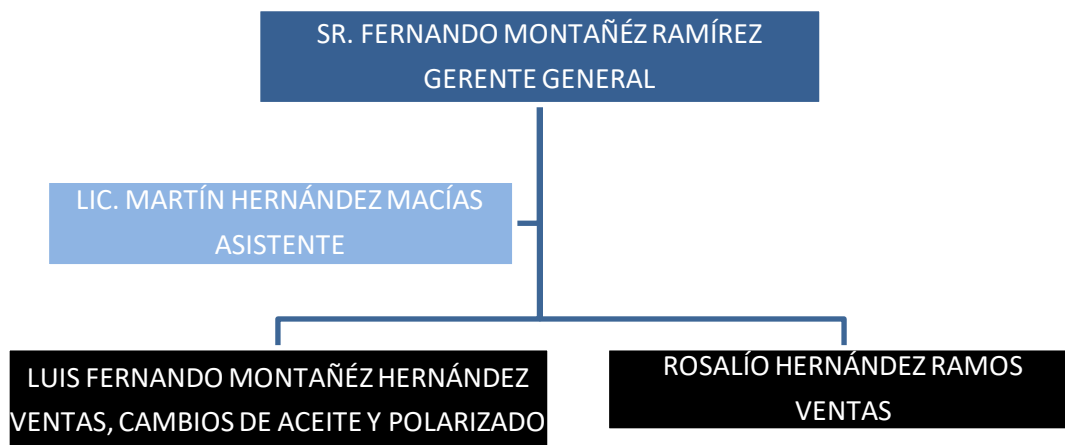 SR. FERNANDO MONTAÑÉZ RAMÍREZ
GERENTE GENERAL
LIC. MARTÍN HERNÁNDEZ MACÍAS
ASISTENTE
LUIS FERNANDO MONTAÑÉZ HERNÁNDEZ
VENTAS, CAMBIOS DE ACEITE Y POLARIZADO
ROSALÍO HERNÁNDEZ RAMOS
VENTAS